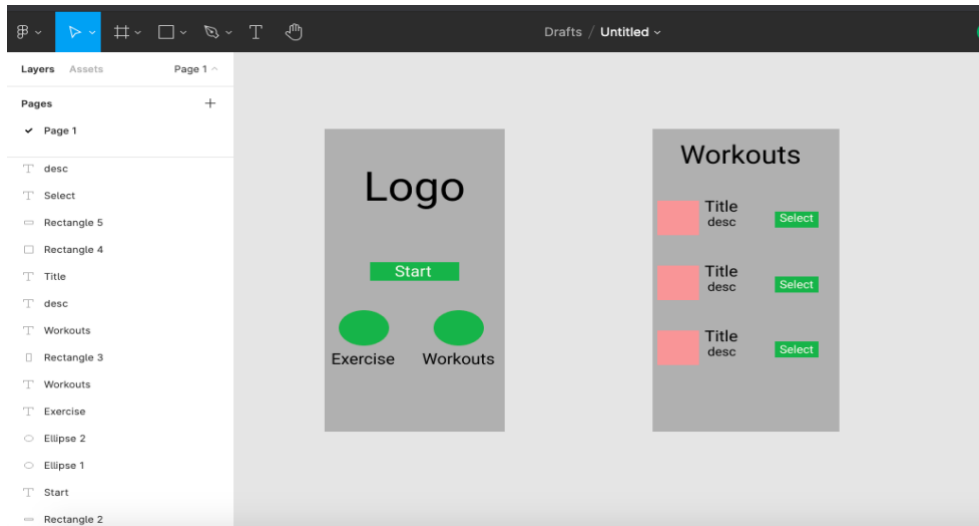 Drafts / Untitled
Layers Assets Page 1
Pages
Page 1
desc
Select
Rectangle 5
Rectangle 4
Title
desc
Workouts
Rectangle 3
Workouts
Exercise
Ellipse 2
Ellipse 1
Start
Rectangle 2
Logo
Start
Exercise Workouts
Workouts
Title
desc
Select
Title
desc
Select
Title
desc
Select